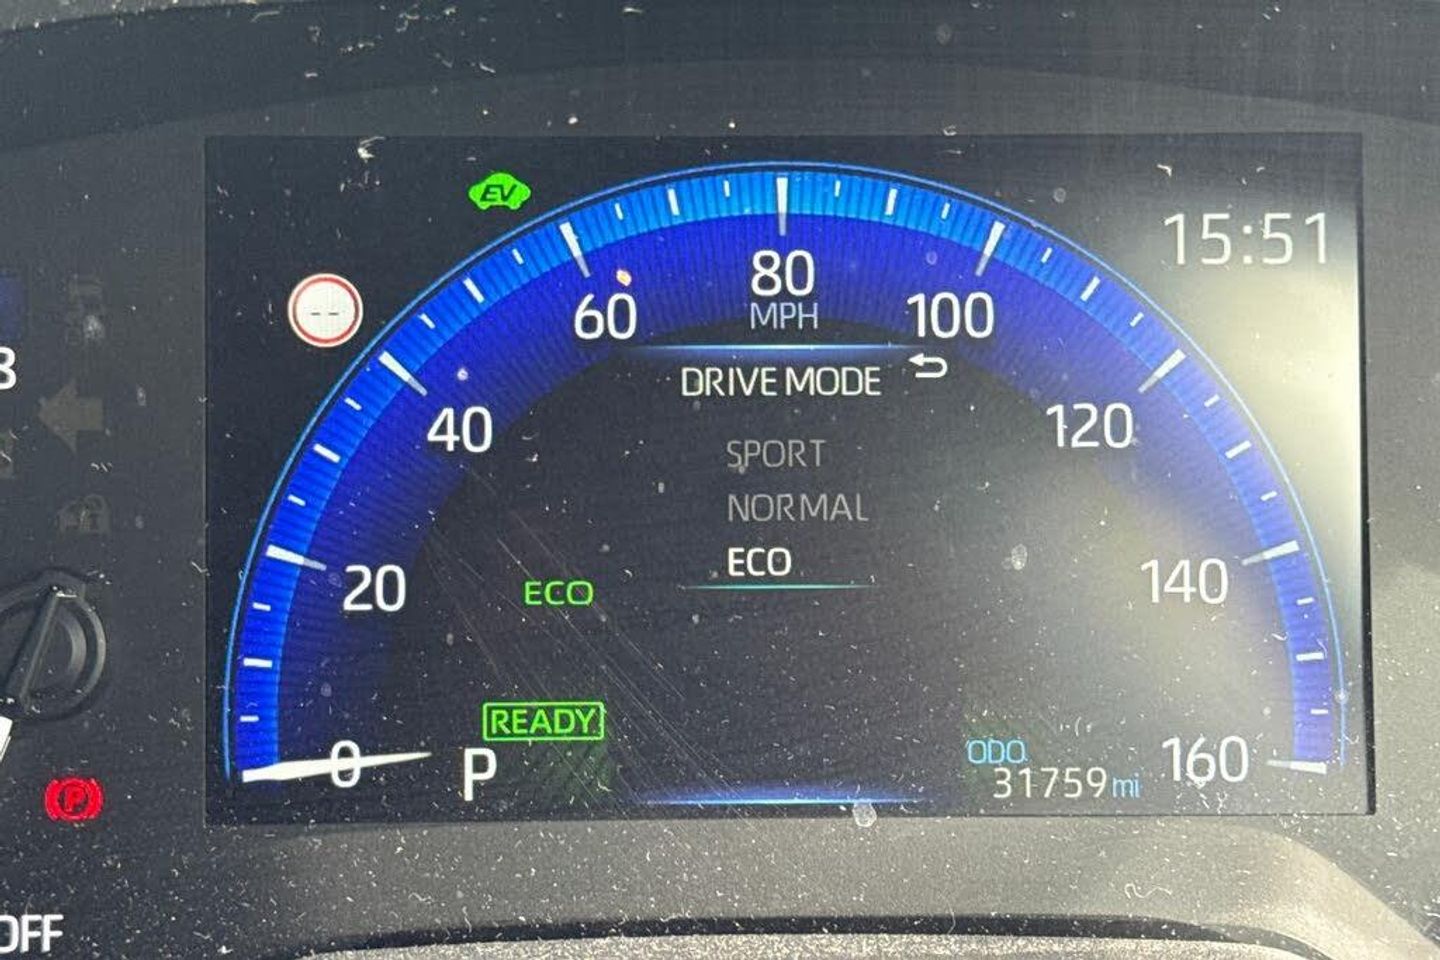 EV
15:51
--
80
MPH
60
100
8
DRIVE MODE
40
120
SPORT
NORMAL
ECO
20
ECO
140
READY
0
P
ODO
31759 mi
160
P
OFF